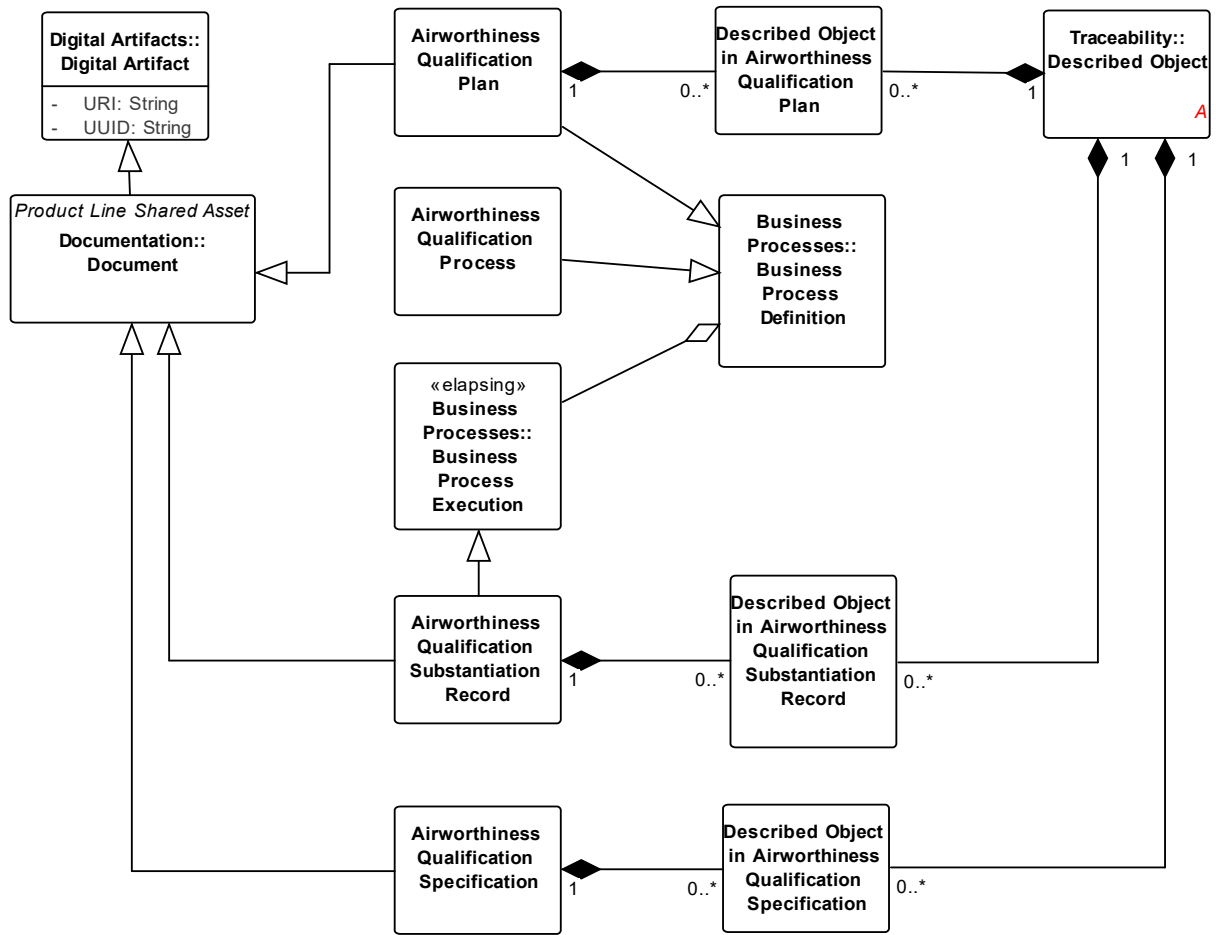 Digital Artifacts::
Digital Artifact
- URI: String
- UUID: String
Airworthiness
Qualification
Plan
1
0..*
Described Object
in Airworthiness
Qualification
Plan
0..*
1
Traceability::
Described Object
A
1
1
Product Line Shared Asset
Documentation::
Document
Airworthiness
Qualification
Process
Business
Processes::
Business
Process
Definition
«elapsing»
Business
Processes::
Business
Process
Execution
Airworthiness
Qualification
Substantiation
Record
1
0..*
Described Object
in Airworthiness
Qualification
Substantiation
Record
0..*
Airworthiness
Qualification
Specification
1
0..*
Described Object
in Airworthiness
Qualification
Specification
0..*